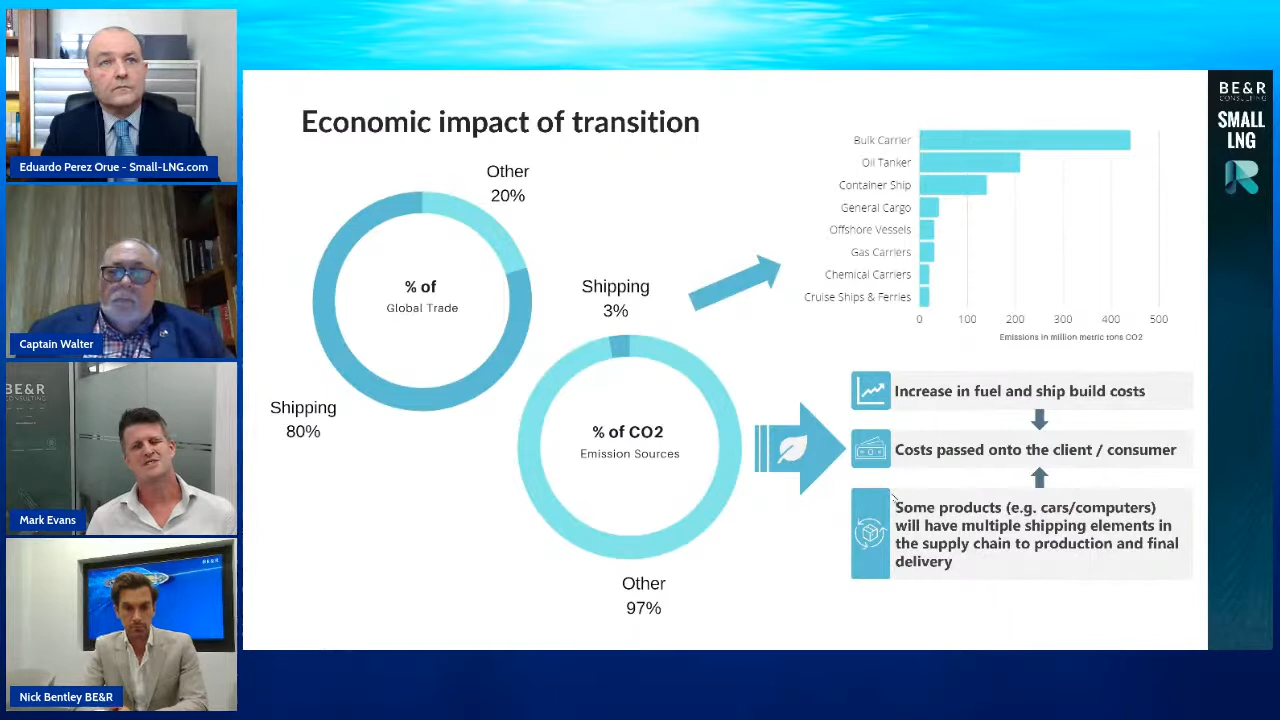 Eduardo Perez Orue - Small-LNG.com
Captain Walter
BE&R
CONSULTING
Mark Evans
BE&R
Nick Bentley BE&R
Economic impact of transition
Other
20%
% of
Global Trade
Shipping
80%
Shipping
3%
% of CO2
Emission Sources
Other
97%
Bulk Carrier
Oil Tanker
Container Ship
General Cargo
Offshore Vessels
Gas Carriers
Chemical Carriers
Cruise Ships & Ferries
0 100 200 300 400 500
Emissions in million metric tons CO2
Increase in fuel and ship build costs
Costs passed onto the client / consumer
Some products (e.g. cars/computers)
will have multiple shipping elements in
the supply chain to production and final
delivery
BE&R
CONSULTING
SMALL
LNG